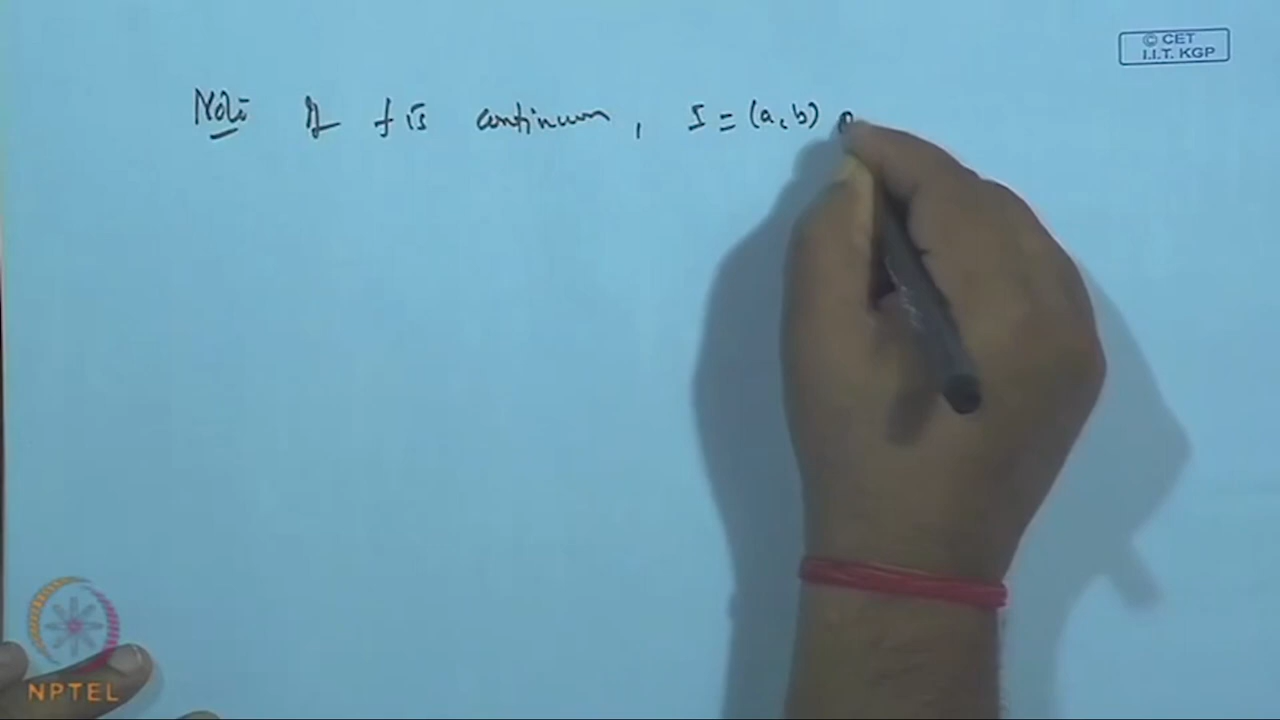 © CET
I.I.T. KGP
Note If f is continuous, I = (a, b) o
NPTEL